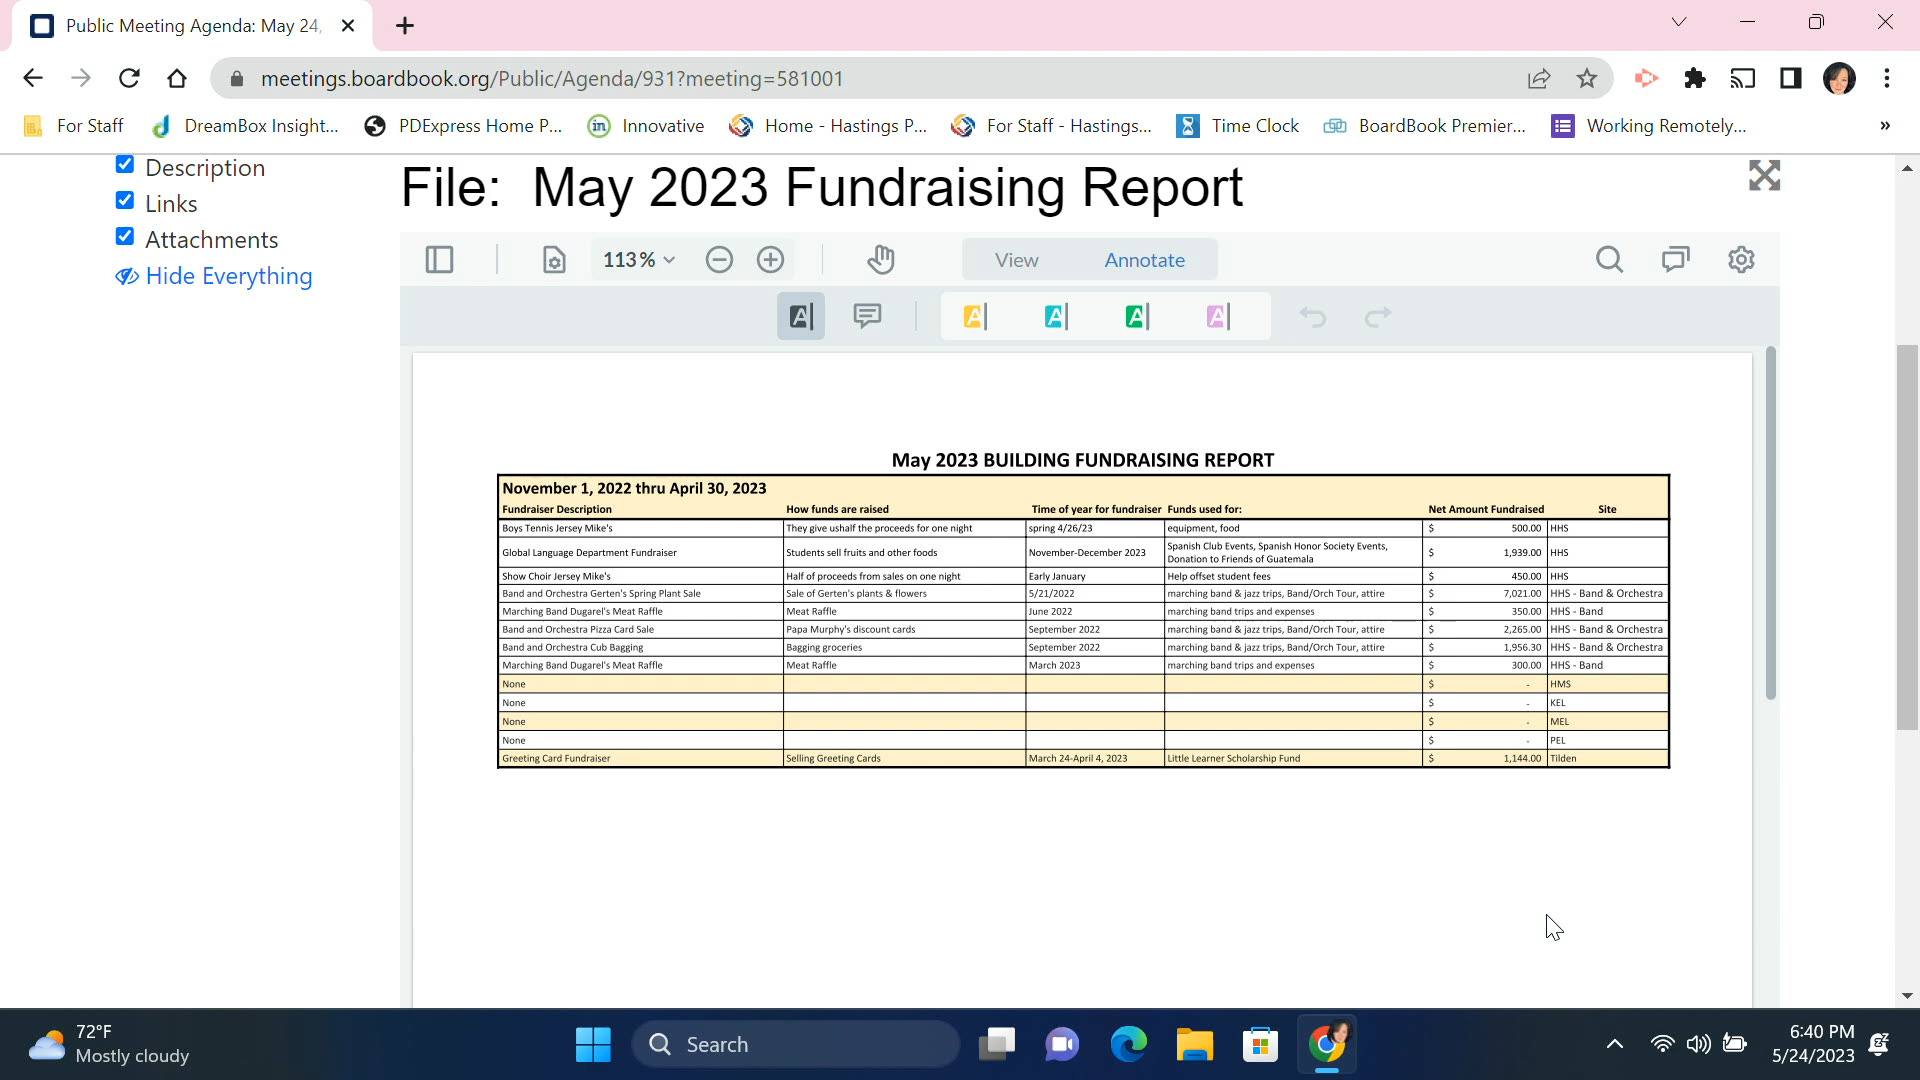 Public Meeting Agenda: May 24,
meetings.boardbook.org/Public/Agenda/931?meeting=581001
For Staff DreamBox Insight... PDExpress Home P... Innovative Home - Hastings P... For Staff - Hastings... Time Clock BoardBook Premier... Working Remotely... »
Description
Links
Attachments
Hide Everything
File: May 2023 Fundraising Report
113% View Annotate
May 2023 BUILDING FUNDRAISING REPORT
November 1, 2022 thru April 30, 2023
Fundraiser Description How funds are raised Time of year for fundraiser Funds used for: Net Amount Fundraised Site
Boys Tennis Jersey Mike's They give ushalf the proceeds for one night spring 4/26/23 equipment, food $ 500.00 HHS
Global Language Department Fundraiser Students sell fruits and other foods November-December 2023 Spanish Club Events, Spanish Honor Society Events, $ 1,939.00 HHS
Donation to Friends of Guatemala
Show Choir Jersey Mike's Half of proceeds from sales on one night Early January Help offset student fees $ 450.00 HHS
Band and Orchestra Gerten's Spring Plant Sale Sale of Gerten's plants & flowers 5/21/2022 marching band & jazz trips, Band/Orch Tour, attire $ 7,021.00 HHS - Band & Orchestra
Marching Band Dugarel's Meat Raffle Meat Raffle June 2022 marching band trips and expenses $ 350.00 HHS - Band
Band and Orchestra Pizza Card Sale Papa Murphy's discount cards September 2022 marching band & jazz trips, Band/Orch Tour, attire $ 2,265.00 HHS - Band & Orchestra
Band and Orchestra Cub Bagging Bagging groceries September 2022 marching band & jazz trips, Band/Orch Tour, attire $ 1,956.30 HHS - Band & Orchestra
Marching Band Dugarel's Meat Raffle Meat Raffle March 2023 marching band trips and expenses $ 300.00 HHS - Band
None $ - HMS
None $ - KEL
None $ - MEL
None $ - PEL
Greeting Card Fundraiser Selling Greeting Cards March 24-April 4, 2023 Little Learner Scholarship Fund $ 1,144.00 Tilden
72°F
Mostly cloudy
Search
6:40 PM
5/24/2023